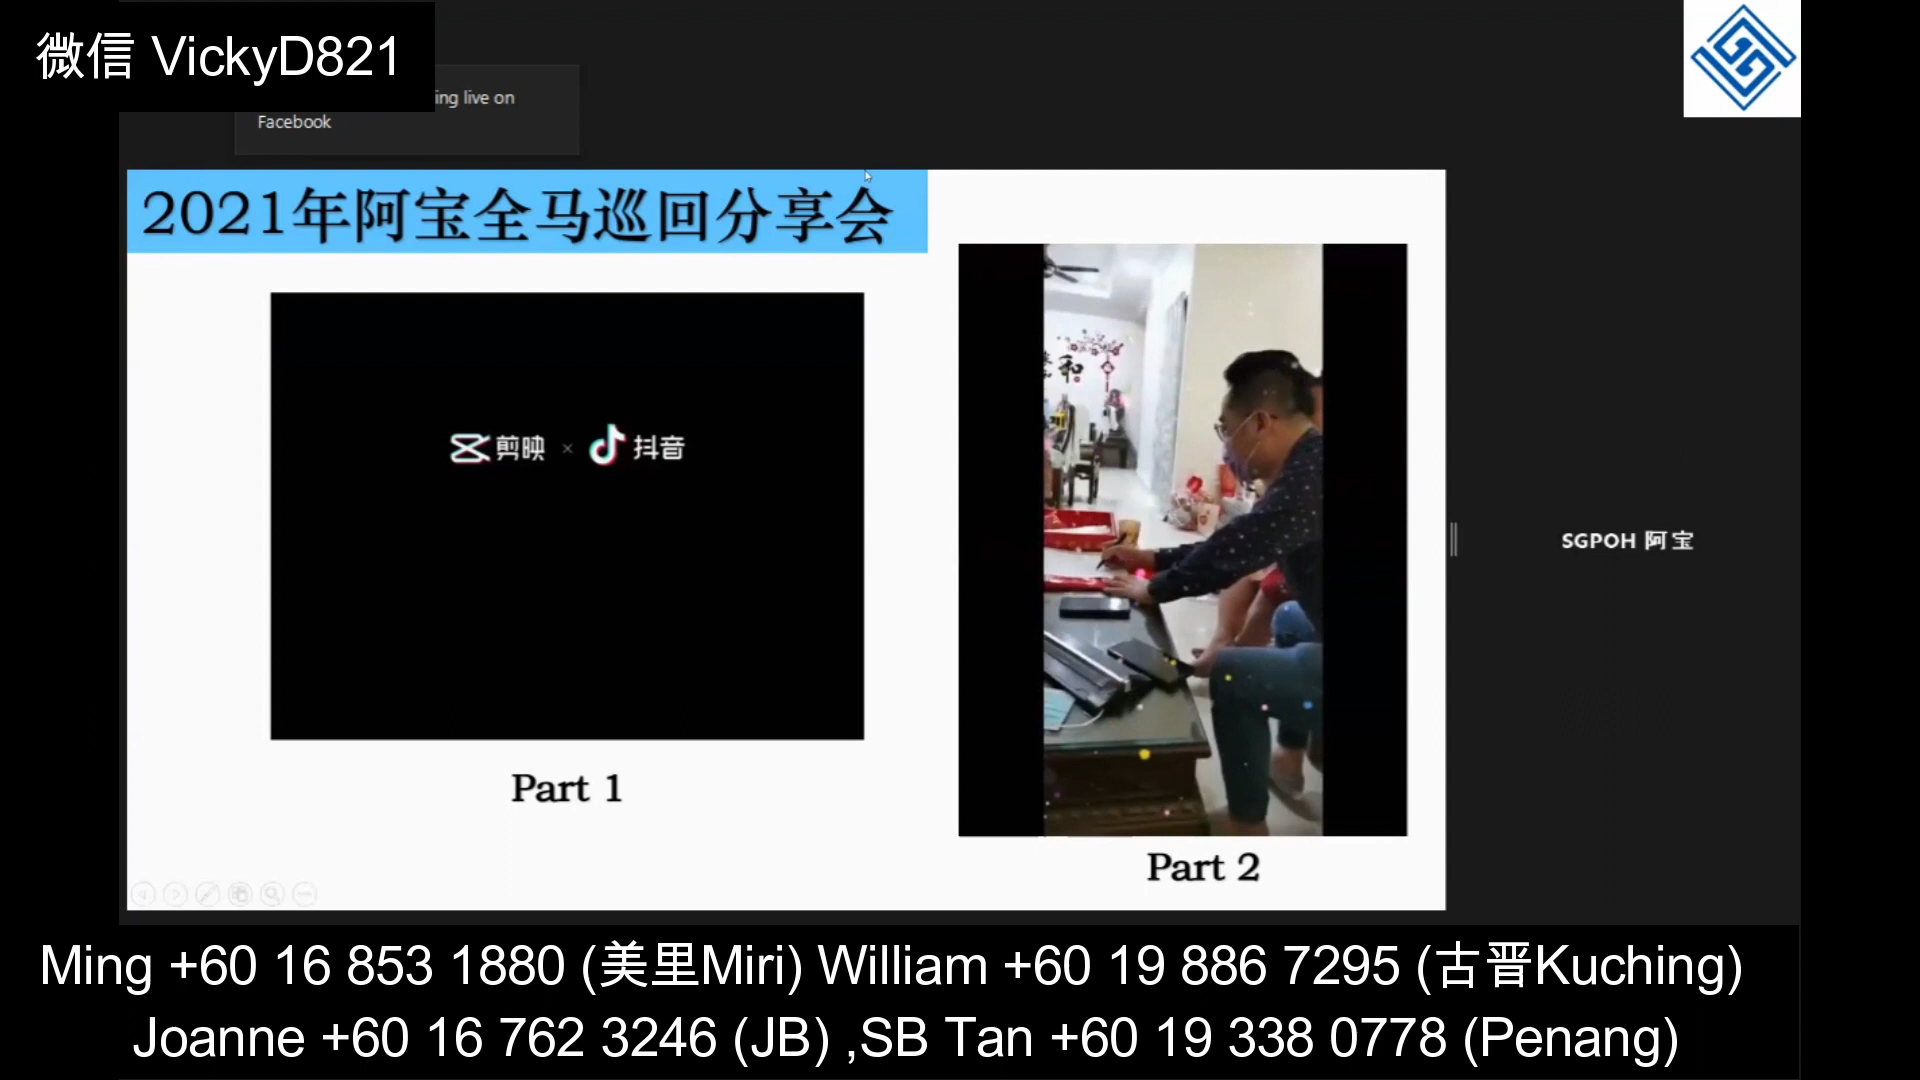 微信 VickyD821
ing live on
Facebook
2021年阿宝全马巡回分享会
剪映 × 抖音
和
Part 1
Part 2
SGPOH 阿宝
Ming +60 16 853 1880 (美里Miri) William +60 19 886 7295 (古晋Kuching)
Joanne +60 16 762 3246 (JB) ,SB Tan +60 19 338 0778 (Penang)